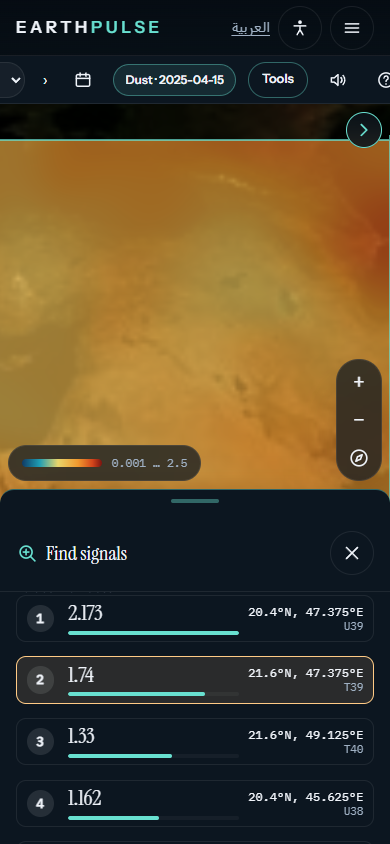 EARTHPULSE
العربية
Dust·2025-04-15
Tools
0.001 … 2.5
Find signals
1
2.173
20.4°N, 47.375°E
U39
2
1.74
21.6°N, 47.375°E
T39
3
1.33
21.6°N, 49.125°E
T40
4
1.162
20.4°N, 45.625°E
U38